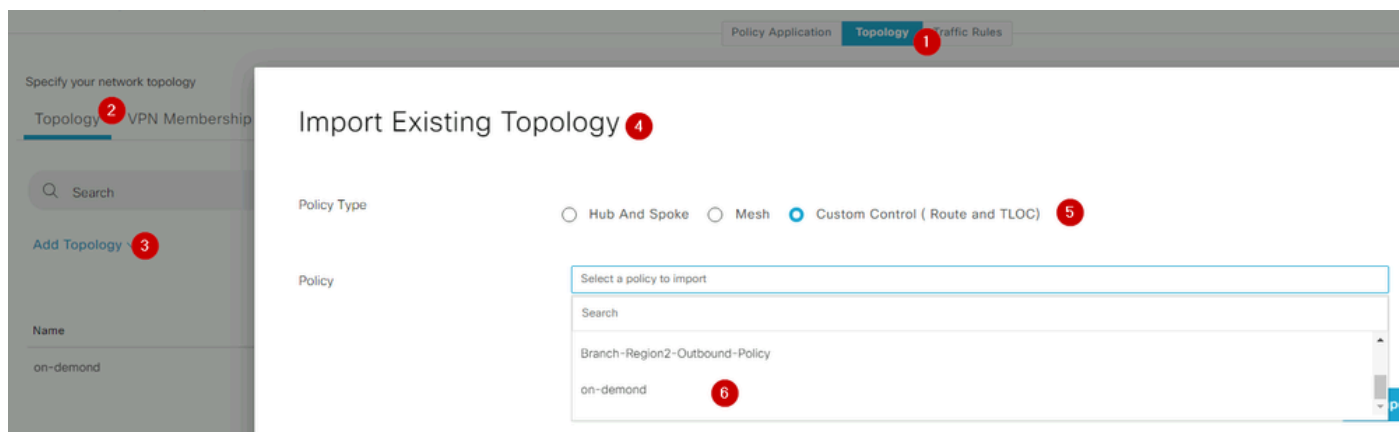 Policy Application Topology 1 Traffic Rules
Specify your network topology
Topology 2 VPN Membership
Import Existing Topology 4
Search
Policy Type
Hub And Spoke Mesh Custom Control ( Route and TLOC) 5
Add Topology 3
Policy
Select a policy to import
Search
Name
Branch-Region2-Outbound-Policy
on-demond
on-demond 6